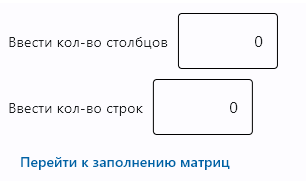 Ввести кол-во столбцов 0
Ввести кол-во строк 0
Перейти к заполнению матриц